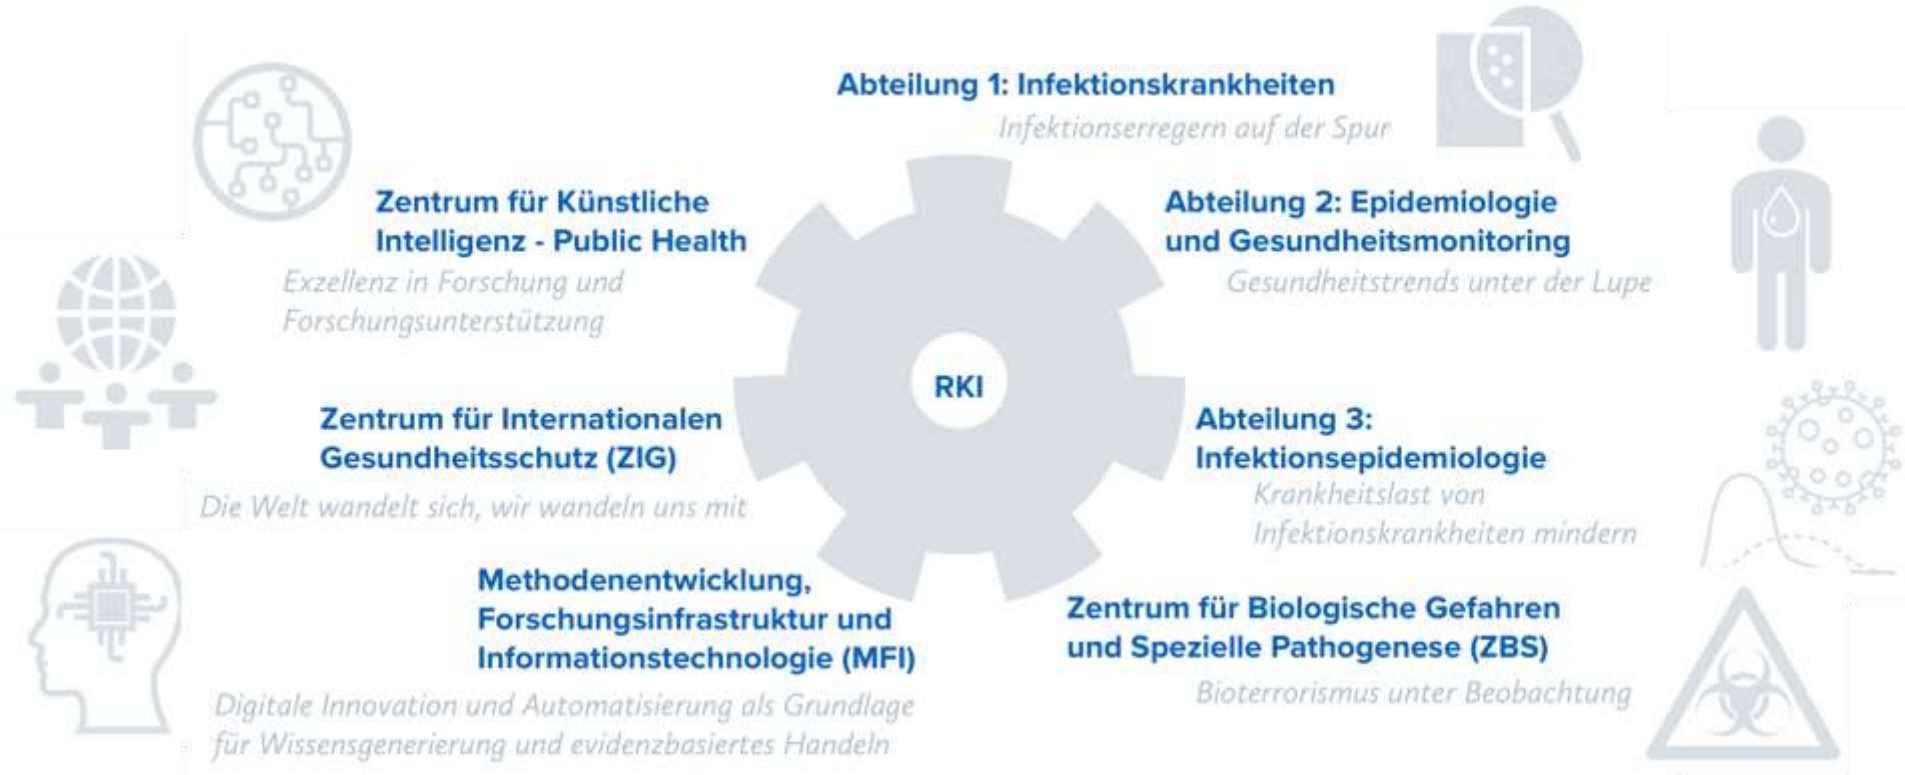 Abteilung 1: Infektionskrankheiten
Infektionserregern auf der Spur
Abteilung 2: Epidemiologie
und Gesundheitsmonitoring
Gesundheitstrends unter der Lupe
Abteilung 3:
Infektionsepidemiologie
Krankheitslast von
Infektionskrankheiten mindern
Zentrum für Biologische Gefahren
und Spezielle Pathogenese (ZBS)
Bioterrorismus unter Beobachtung
Methodenentwicklung,
Forschungsinfrastruktur und
Informationstechnologie (MFI)
Digitale Innovation und Automatisierung als Grundlage
für Wissensgenerierung und evidenzbasiertes Handeln
Zentrum für Internationalen
Gesundheitsschutz (ZIG)
Die Welt wandelt sich, wir wandeln uns mit
Zentrum für Künstliche
Intelligenz - Public Health
Exzellenz in Forschung und
Forschungsunterstützung
RKI